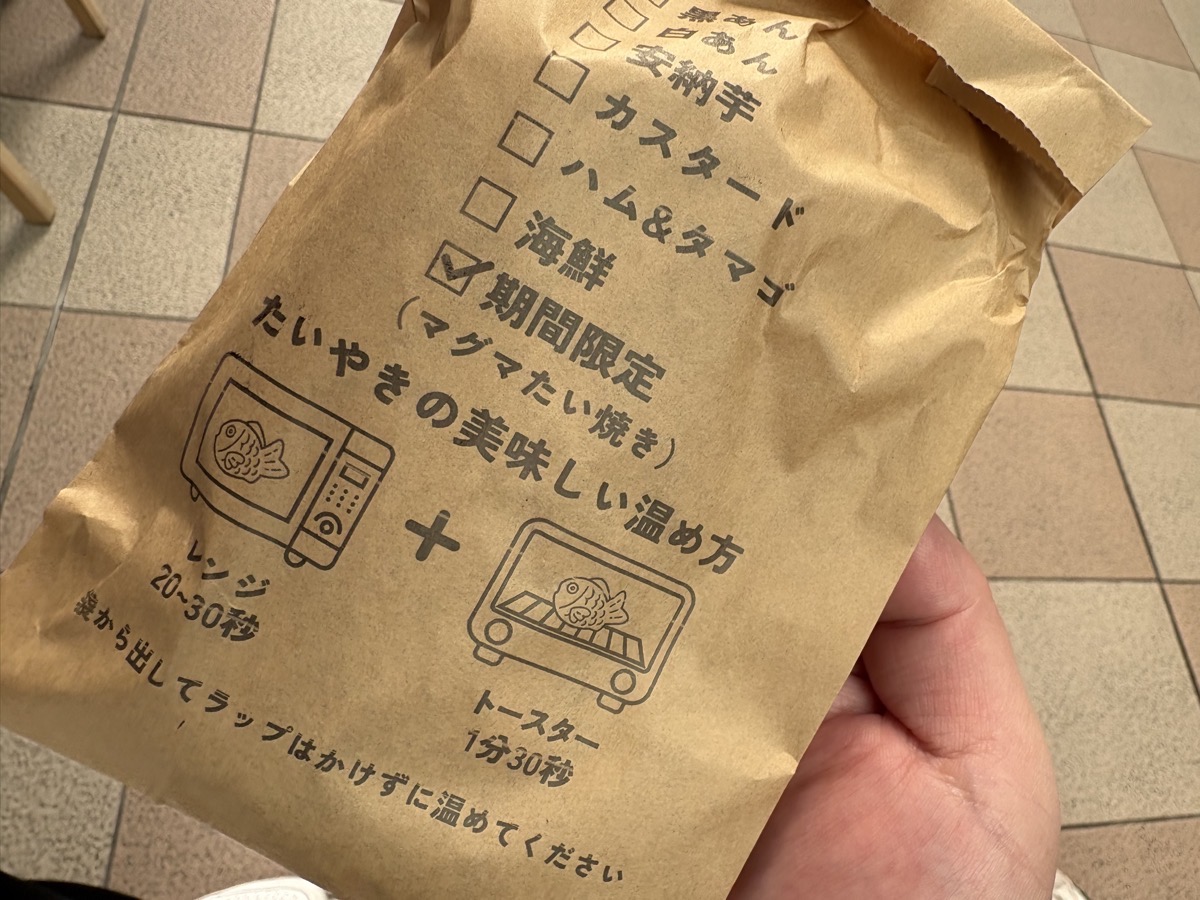 黒あん
白あん
安納芋
カスタード
ハム&タマゴ
海鮮
期間限定
(マグマたい焼き)
たいやきの美味しい温め方
+
レンジ
20~30秒
トースター
1分30秒
袋から出してラップはかけずに温めてください